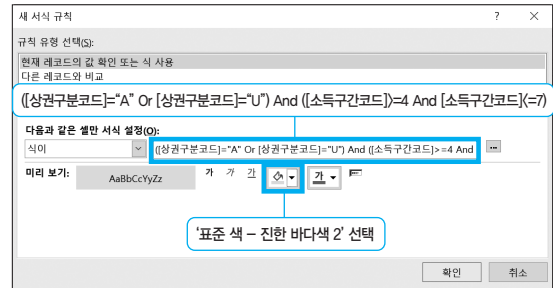 새 서식 규칙 ? ×
규칙 유형 선택(S):
현재 레코드의 값 확인 또는 식 사용
다른 레코드와 비교
([상권구분코드]="A" Or [상권구분코드]="U") And ([소득구간코드]>=4 And [소득구간코드]<=7)
다음과 같은 셀만 서식 설정(O):
식이 ([상권구분코드]="A" Or [상권구분코드]="U") And ([소득구간코드]>=4 And ...
미리 보기: AaBbCcYyZz 가 가 가 가
'표준 색 – 진한 바다색 2' 선택
확인 취소